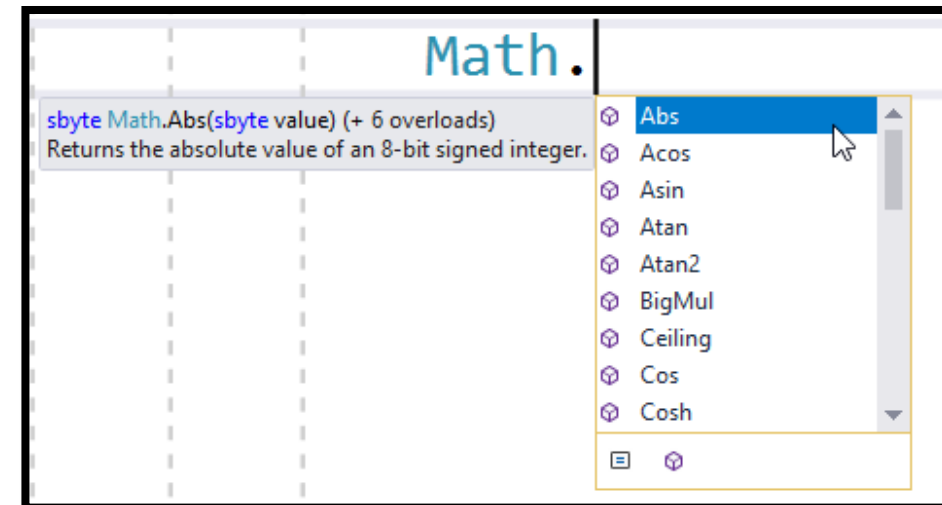 Math.
sbyte Math.Abs(sbyte value) (+ 6 overloads)
Returns the absolute value of an 8-bit signed integer.
Abs
Acos
Asin
Atan
Atan2
BigMul
Ceiling
Cos
Cosh